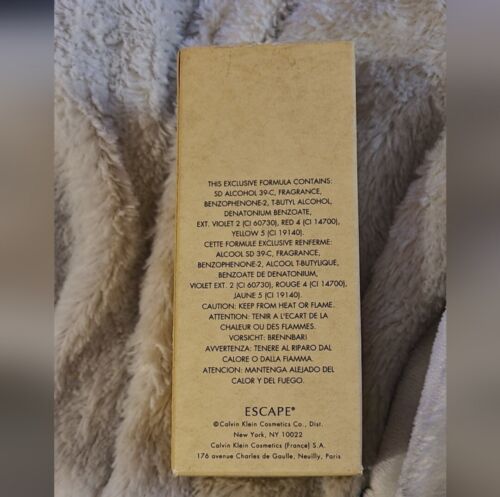 THIS EXCLUSIVE FORMULA CONTAINS:
SD ALCOHOL 39-C, FRAGRANCE,
BENZOPHENONE-2, T-BUTYL ALCOHOL,
DENATONIUM BENZOATE,
EXT. VIOLET 2 (CI 60730), RED 4 (CI 14700),
YELLOW 5 (CI 19140).
CETTE FORMULE EXCLUSIVE RENFERME:
ALCOOL SD 39-C, FRAGRANCE,
BENZOPHENONE-2, ALCOOL T-BUTYLIQUE,
BENZOATE DE DENATONIUM,
VIOLET EXT. 2 (CI 60730), ROUGE 4 (CI 14700),
JAUNE 5 (CI 19140).
CAUTION: KEEP FROM HEAT OR FLAME.
ATTENTION: TENIR A L'ECART DE LA
CHALEUR OU DES FLAMMES.
VORSICHT: BRENNBAR!
AVVERTENZA: TENERE AL RIPARO DAL
CALORE O DALLA FIAMMA.
ATENCION: MANTENGA ALEJADO DEL
CALOR Y DEL FUEGO.
ESCAPE®
©Calvin Klein Cosmetics Co., Dist.
New York, NY 10022
Calvin Klein Cosmetics (France) S.A.
176 avenue Charles de Gaulle, Neuilly, Paris